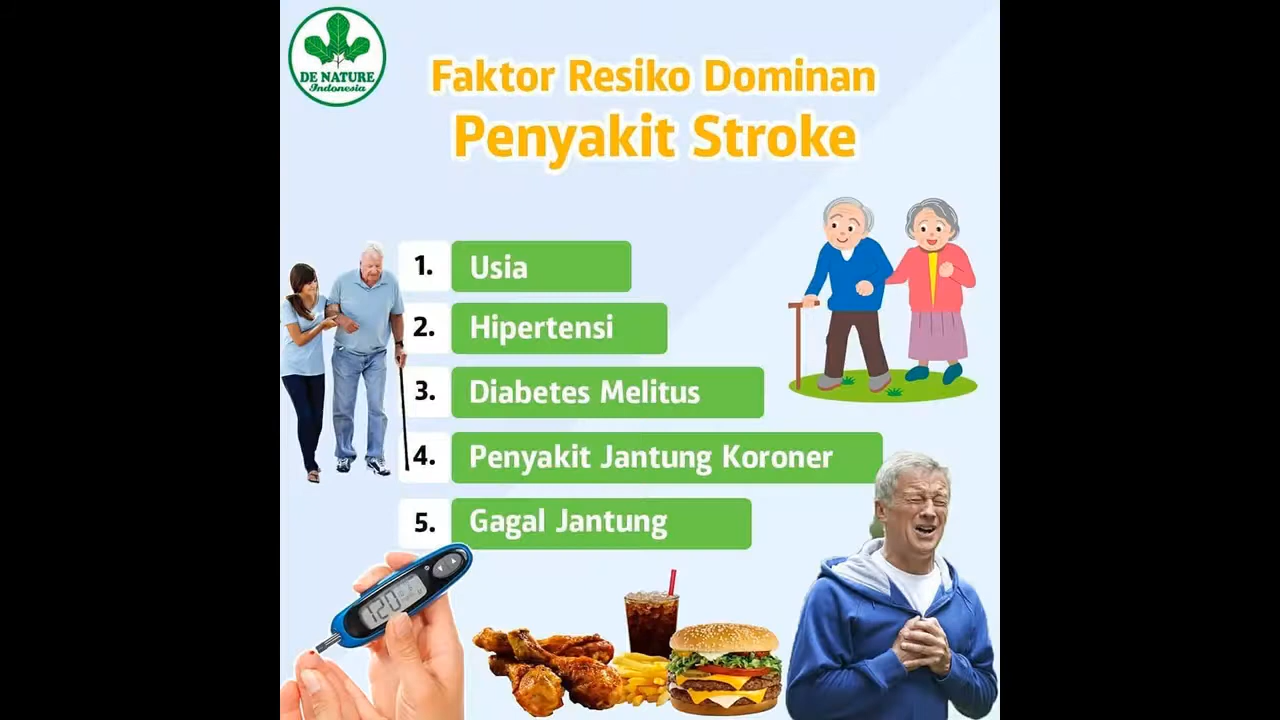 DE NATURE
Indonesia
Faktor Resiko Dominan
Penyakit Stroke
1. Usia
2. Hipertensi
3. Diabetes Melitus
4. Penyakit Jantung Koroner
5. Gagal Jantung
120